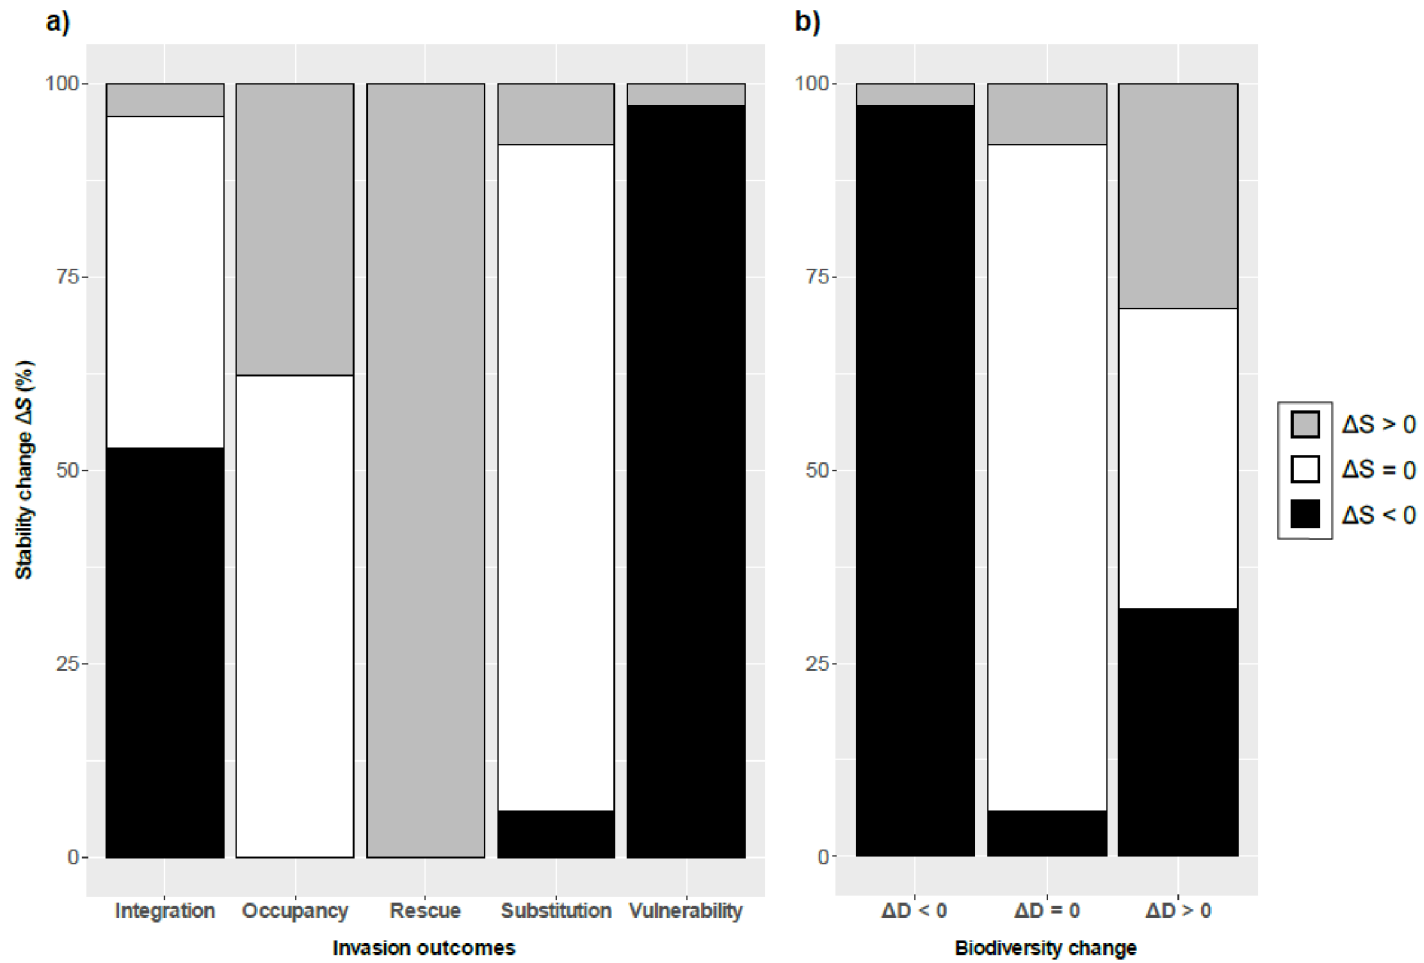 a)
Stability change ΔS (%)
100
75
50
25
0
Integration Occupancy Rescue Substitution Vulnerability
Invasion outcomes
b)
100
75
50
25
0
ΔD < 0 ΔD = 0 ΔD > 0
Biodiversity change
ΔS > 0
ΔS = 0
ΔS < 0